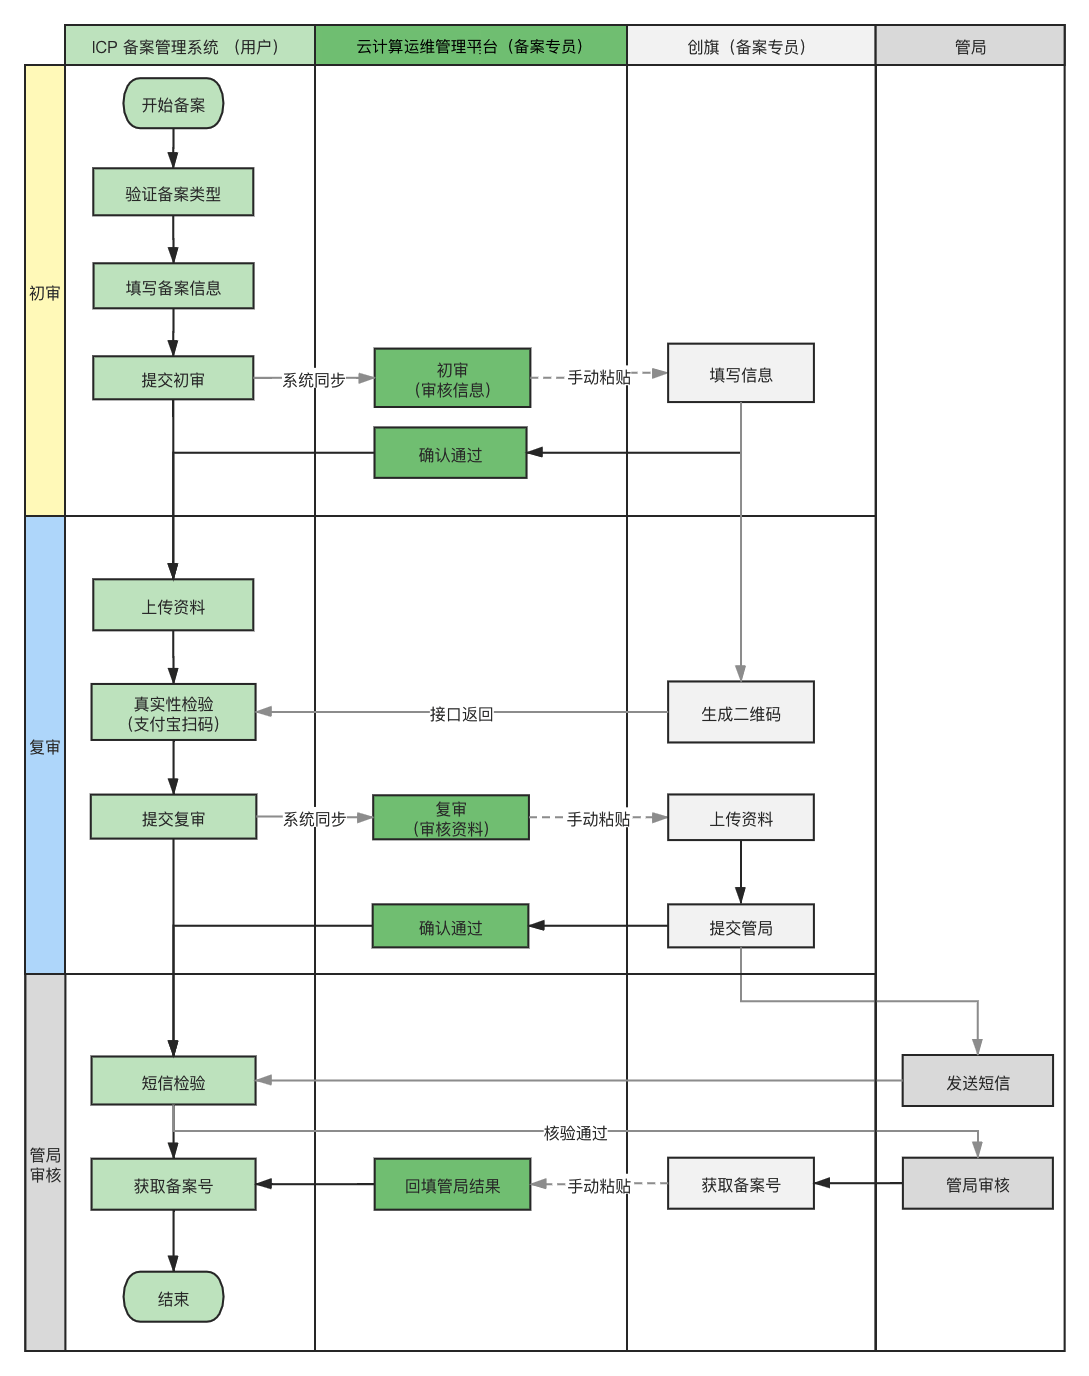 ICP 备案管理系统 （用户）
云计算运维管理平台（备案专员）
创旗（备案专员）
管局
初审
开始备案
验证备案类型
填写备案信息
提交初审
系统同步
初审
（审核信息）
手动粘贴
填写信息
确认通过
复审
上传资料
真实性检验
（支付宝扫码）
接口返回
生成二维码
提交复审
系统同步
复审
（审核资料）
手动粘贴
上传资料
确认通过
提交管局
管局
审核
短信检验
发送短信
核验通过
获取备案号
回填管局结果
手动粘贴
获取备案号
管局审核
结束